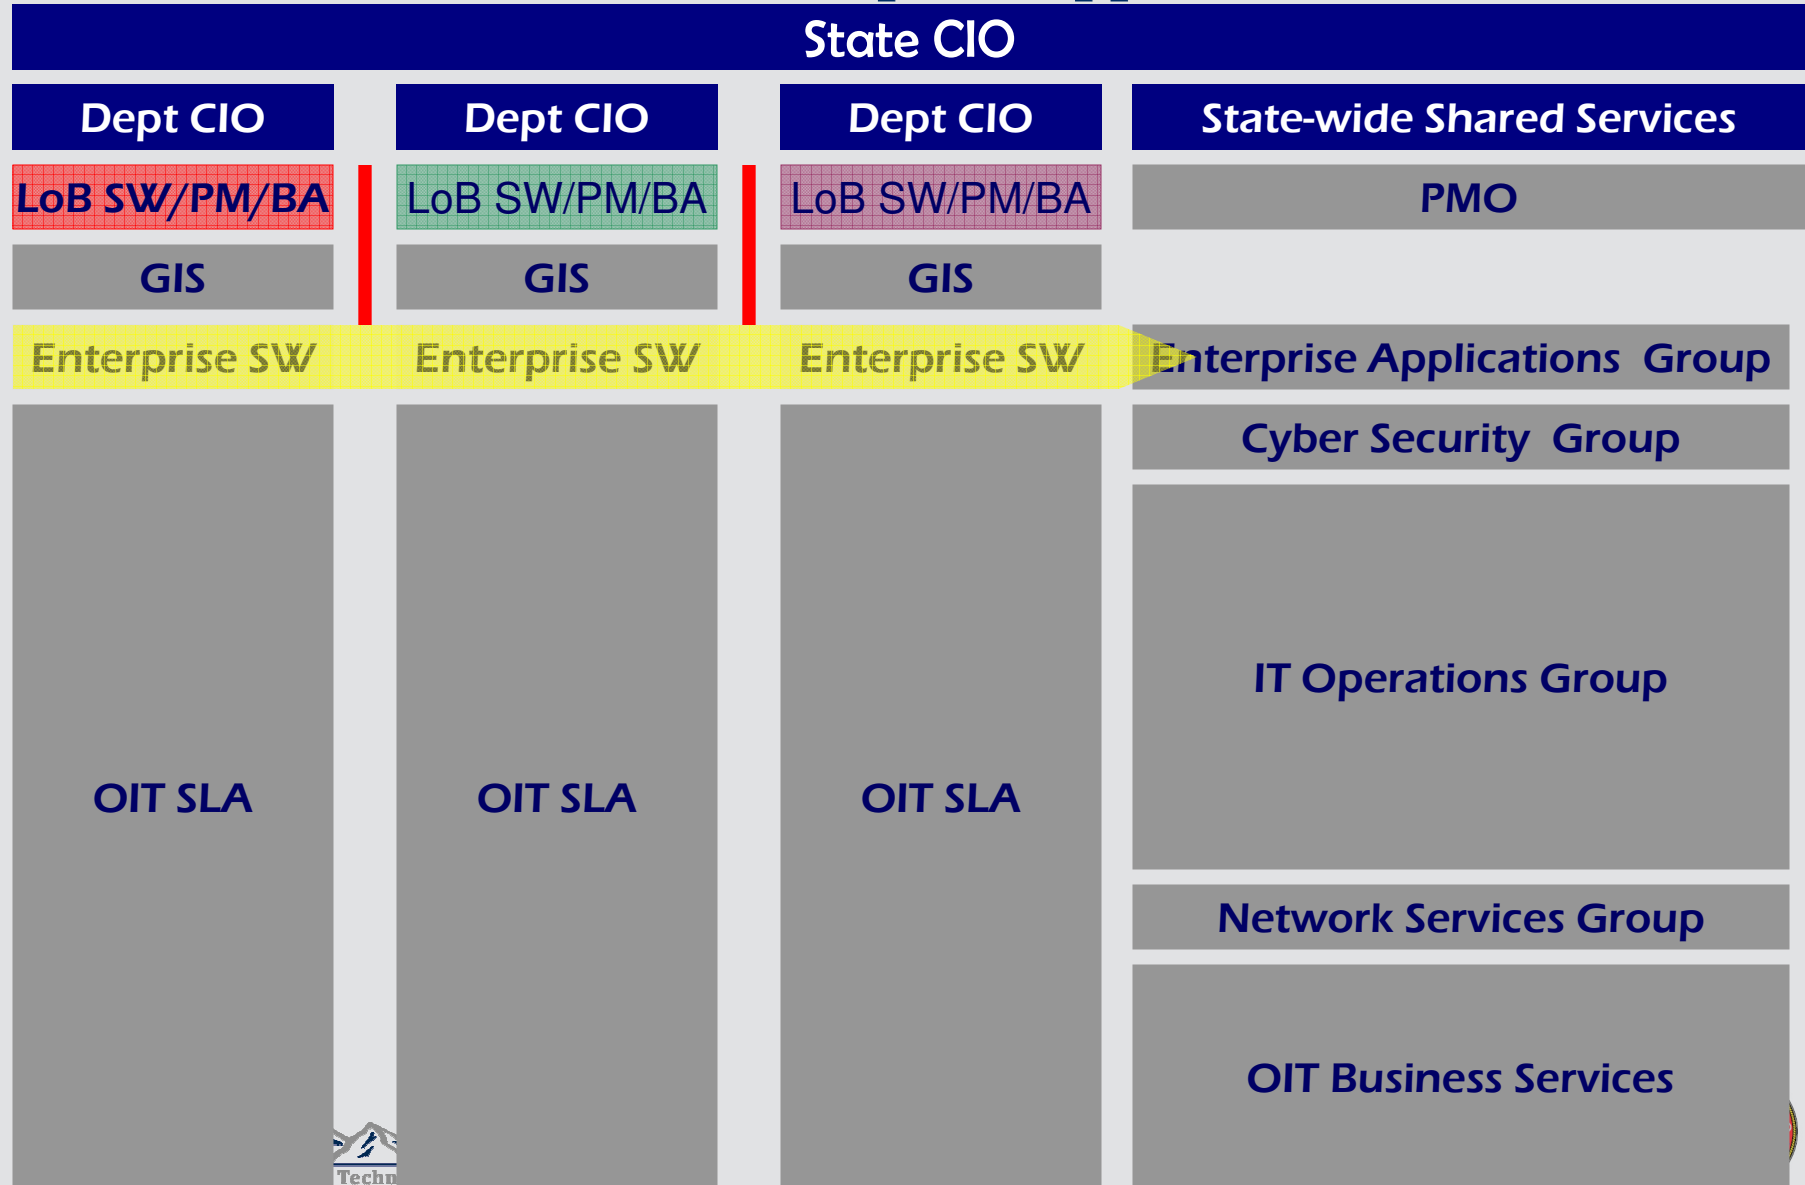 State CIO
Dept CIO
Dept CIO
Dept CIO
State-wide Shared Services
LoB SW/PM/BA
LoB SW/PM/BA
LoB SW/PM/BA
PMO
GIS
GIS
GIS
Enterprise SW
Enterprise SW
Enterprise SW
Enterprise Applications Group
Cyber Security Group
IT Operations Group
OIT SLA
OIT SLA
OIT SLA
Network Services Group
OIT Business Services
Techn